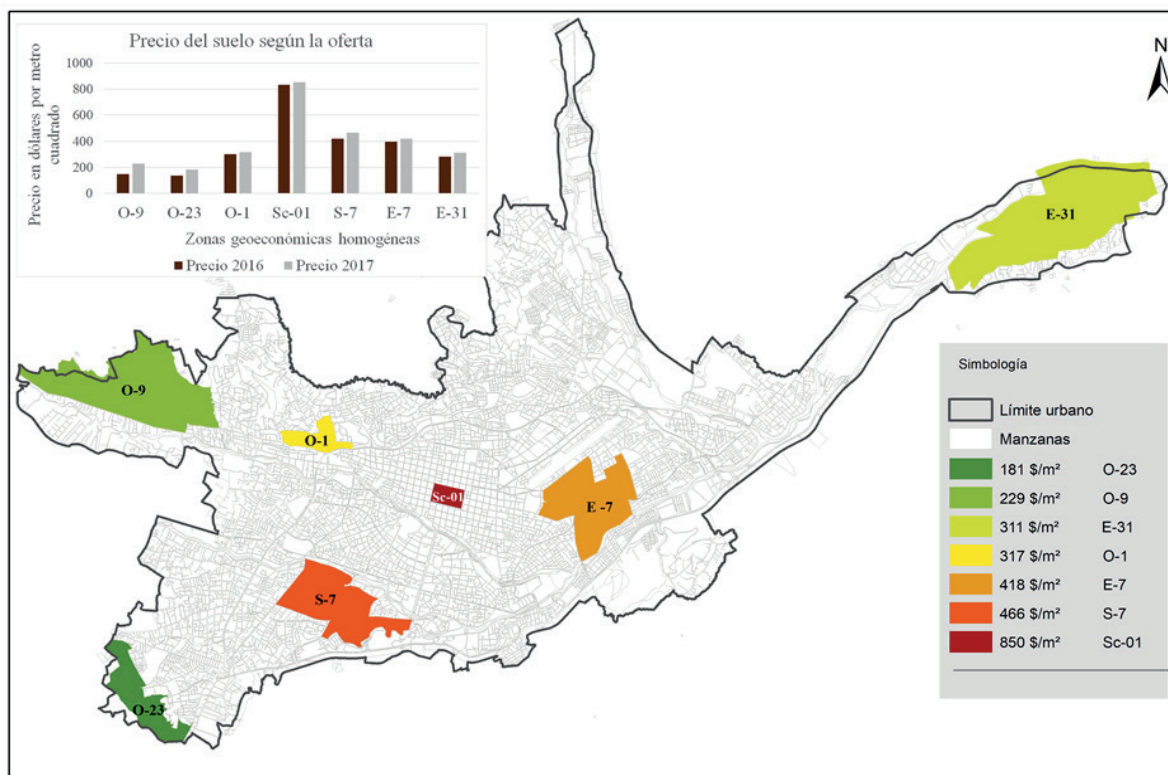 Precio del suelo según la oferta
Precio en dólares por metro
cuadrado
1000
800
600
400
200
0
O-9 O-23 O-1 Sc-01 S-7 E-7 E-31
Zonas geoeconómicas homogéneas
Precio 2016 Precio 2017
N
E-31
O-9
O-1
Sc-01
E -7
S-7
O-23
Simbología
Límite urbano
Manzanas
181 $/m² O-23
229 $/m² O-9
311 $/m² E-31
317 $/m² O-1
418 $/m² E-7
466 $/m² S-7
850 $/m² Sc-01